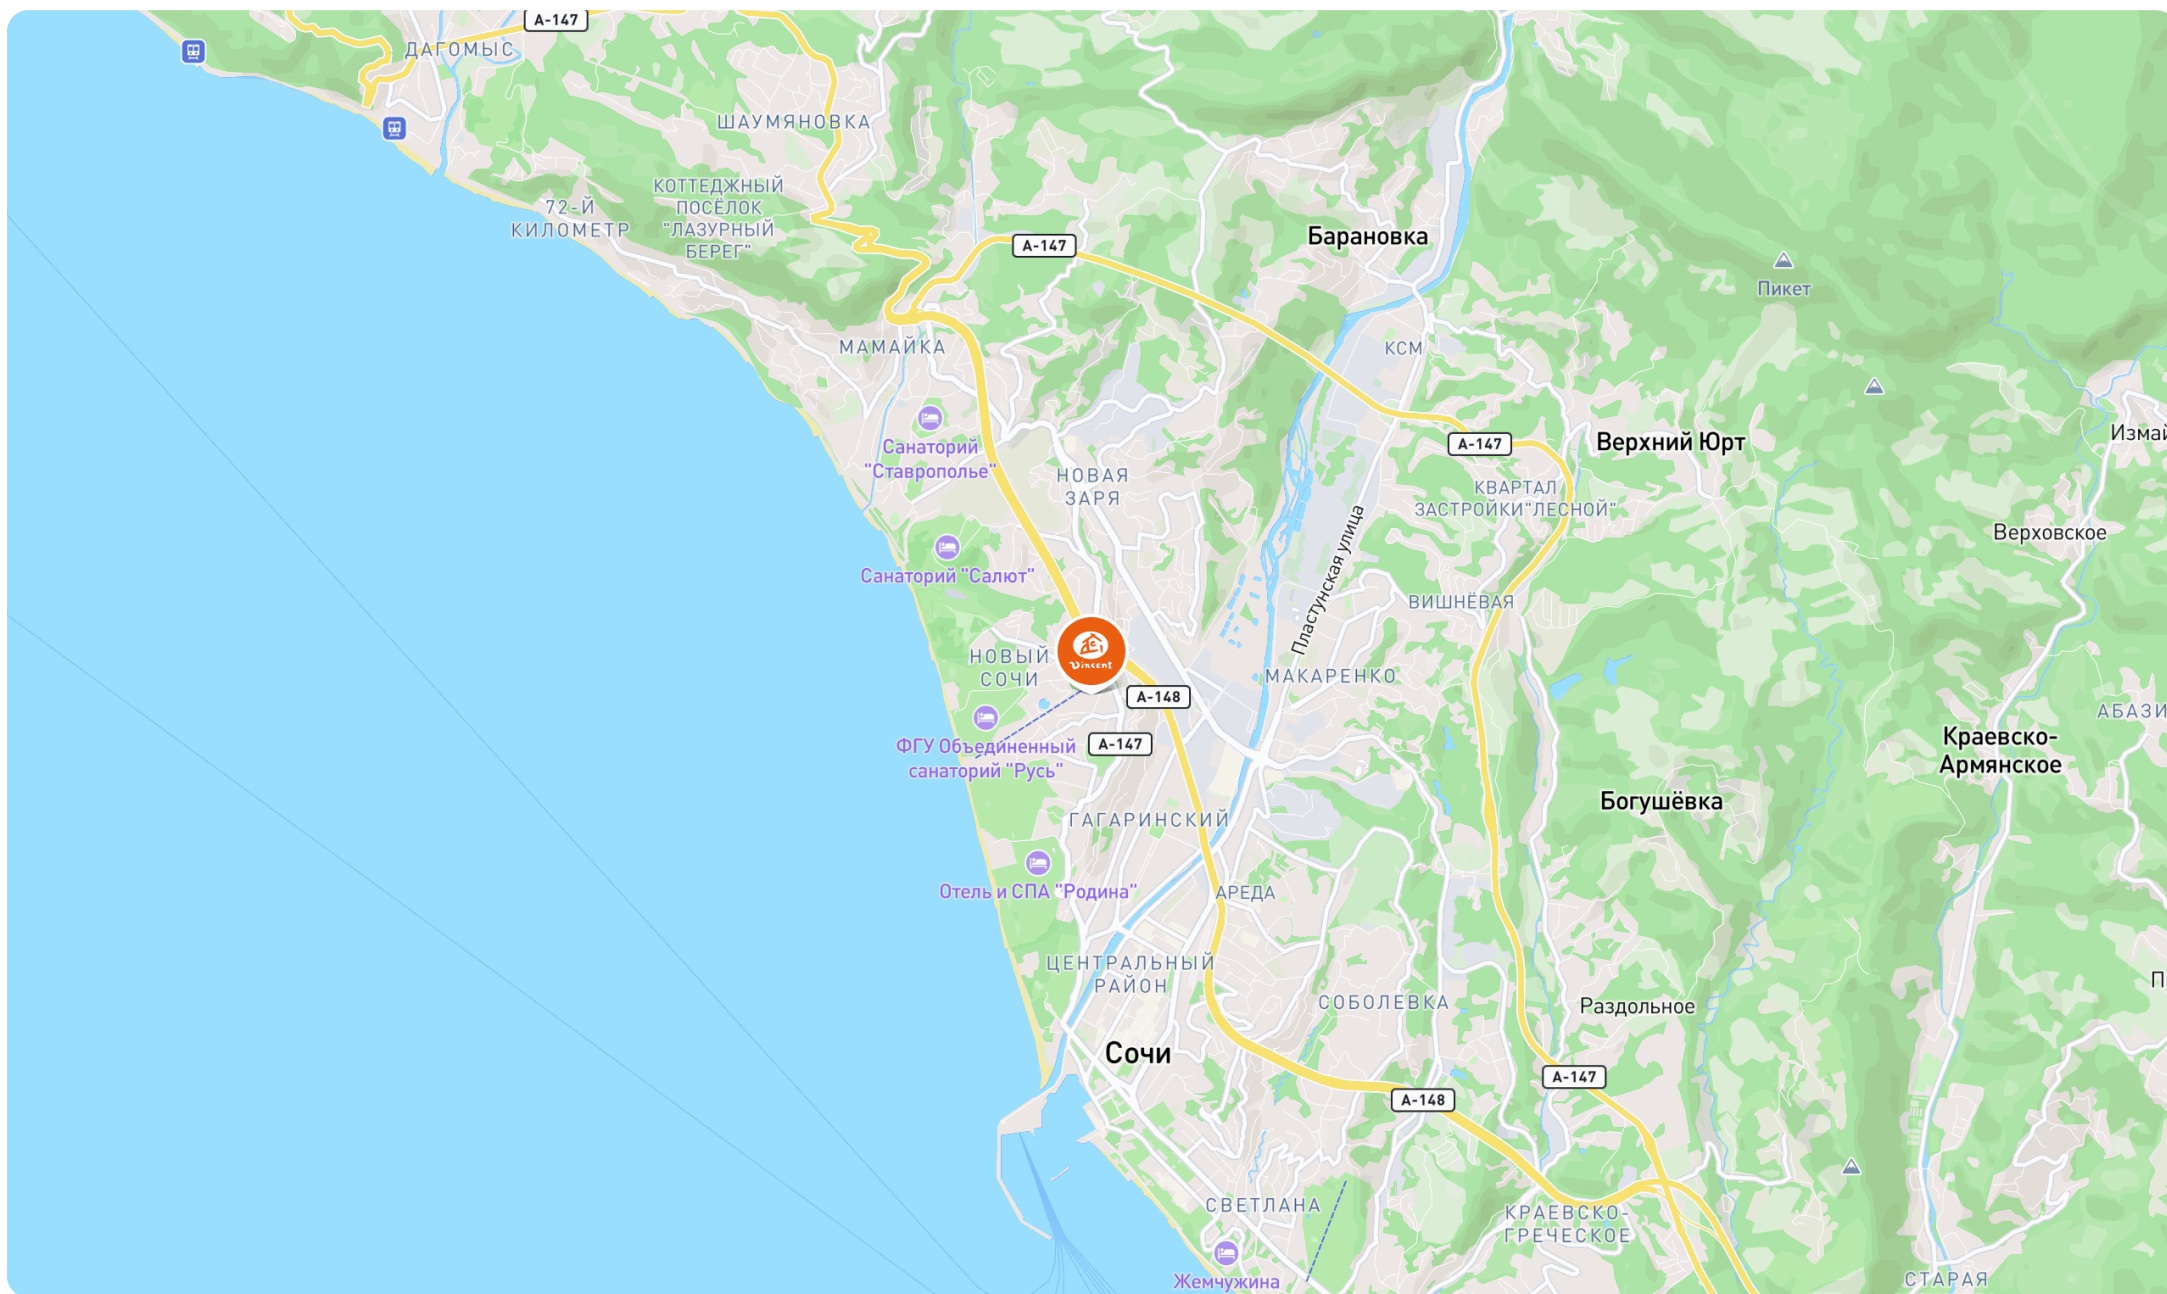 А-147
ДАГОМЫС
ШАУМЯНОВКА
КОТТЕДЖНЫЙ
ПОСЁЛОК
"ЛАЗУРНЫЙ
БЕРЕГ"
72-Й
КИЛОМЕТР
А-147
Барановка
Пикет
МАМАЙКА
КСМ
Санаторий
"Ставрополье"
А-147
Верхний Юрт
Измай
НОВАЯ
ЗАРЯ
КВАРТАЛ
ЗАСТРОЙКИ"ЛЕСНОЙ"
Верховское
Пластунская улица
Санаторий "Салют"
ВИШНЁВАЯ
Vincent
НОВЫЙ
СОЧИ
МАКАРЕНКО
А-148
АБАЗИ
ФГУ Объединенный
санаторий "Русь"
А-147
Краевско-
Армянское
Богушёвка
ГАГАРИНСКИЙ
Отель и СПА "Родина"
АРЕДА
ЦЕНТРАЛЬНЫЙ
РАЙОН
СОБОЛЕВКА
Раздольное
П
Сочи
А-147
А-148
СВЕТЛАНА
КРАЕВСКО-
ГРЕЧЕСКОЕ
Жемчужина
СТАРАЯ